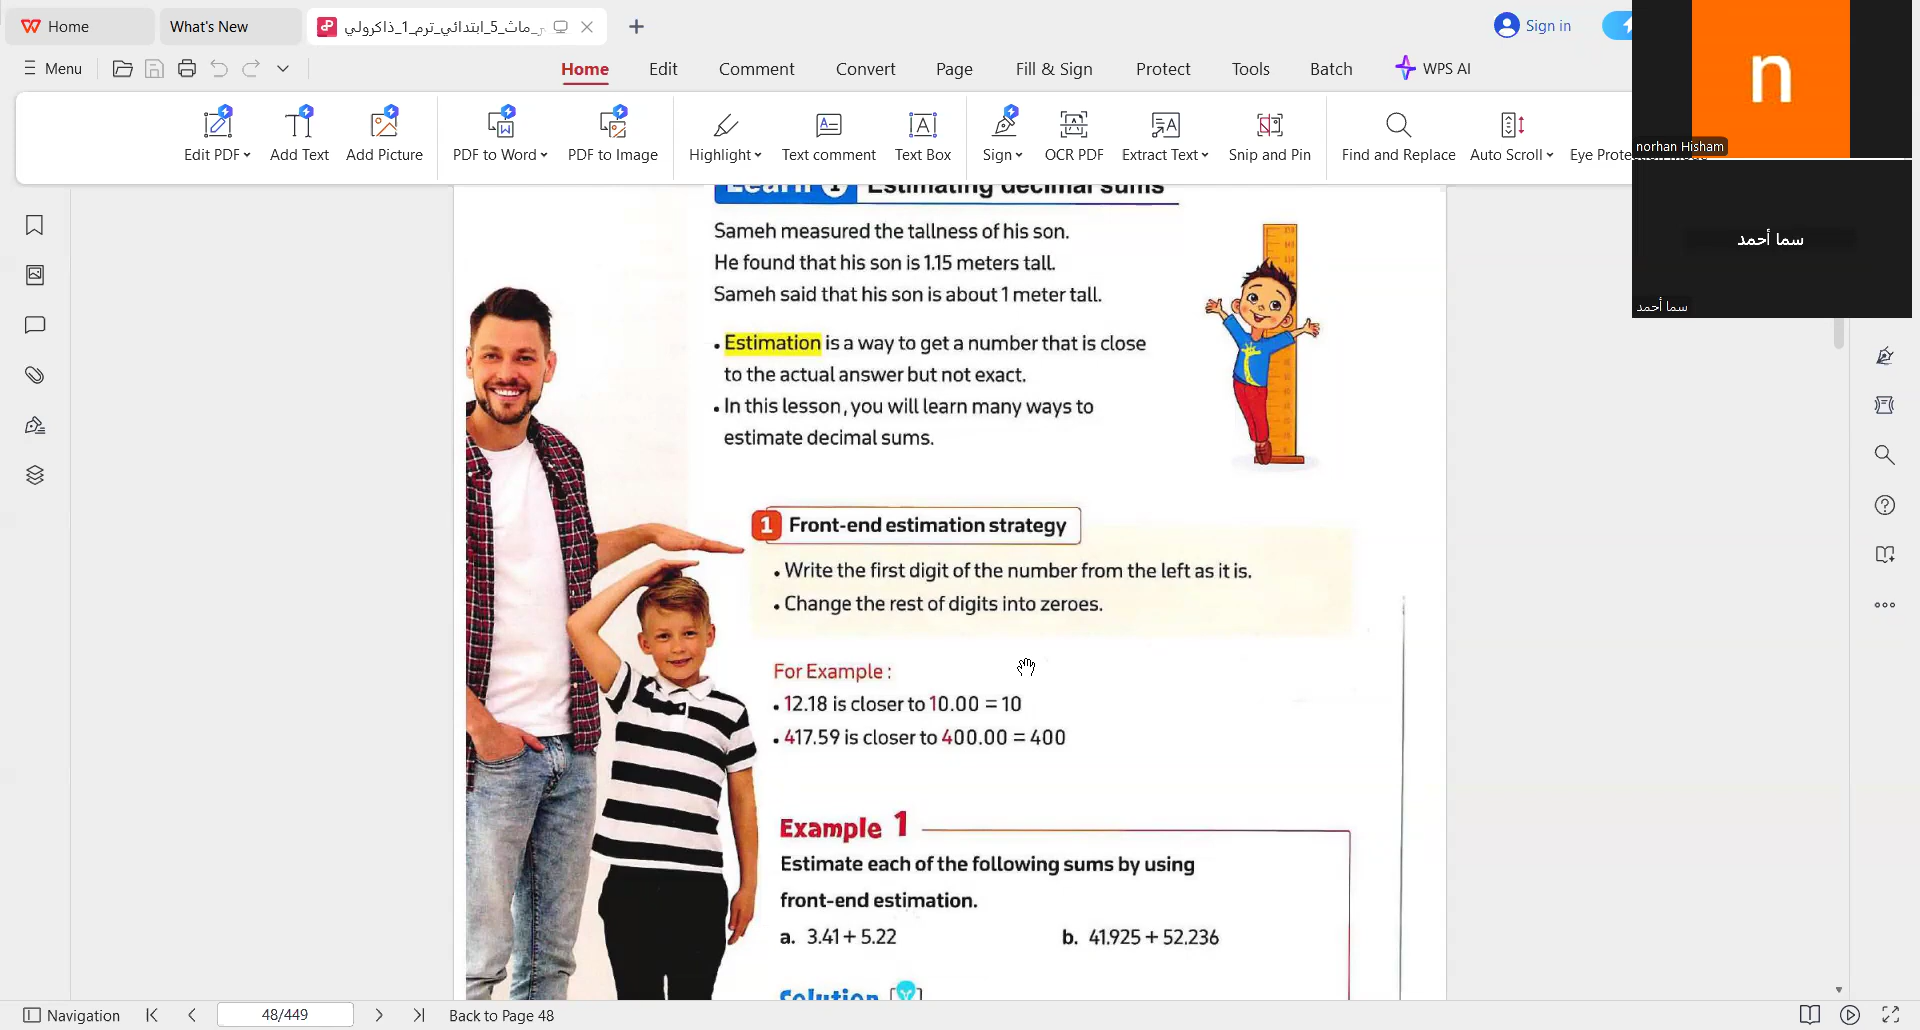 Home
What's New
_ماث_5_ابتدائي_ترم_1_ذاكرولي
Sign in
Menu
Home Edit Comment Convert Page Fill & Sign Protect Tools Batch WPS AI
Edit PDF Add Text Add Picture PDF to Word PDF to Image Highlight Text comment Text Box Sign OCR PDF Extract Text Snip and Pin Find and Replace Auto Scroll
n
norhan Hisham
سما أحمد
سما أحمد
Learn 1 Estimating decimal sums
Sameh measured the tallness of his son.
He found that his son is 1.15 meters tall.
Sameh said that his son is about 1 meter tall.
• Estimation is a way to get a number that is close
to the actual answer but not exact.
• In this lesson, you will learn many ways to
estimate decimal sums.
1 Front-end estimation strategy
• Write the first digit of the number from the left as it is.
• Change the rest of digits into zeroes.
For Example :
• 12.18 is closer to 10.00 = 10
• 417.59 is closer to 400.00 = 400
Example 1
Estimate each of the following sums by using
front-end estimation.
a. 3.41 + 5.22 b. 41.925 + 52.236
Solution
Navigation 48/449 Back to Page 48